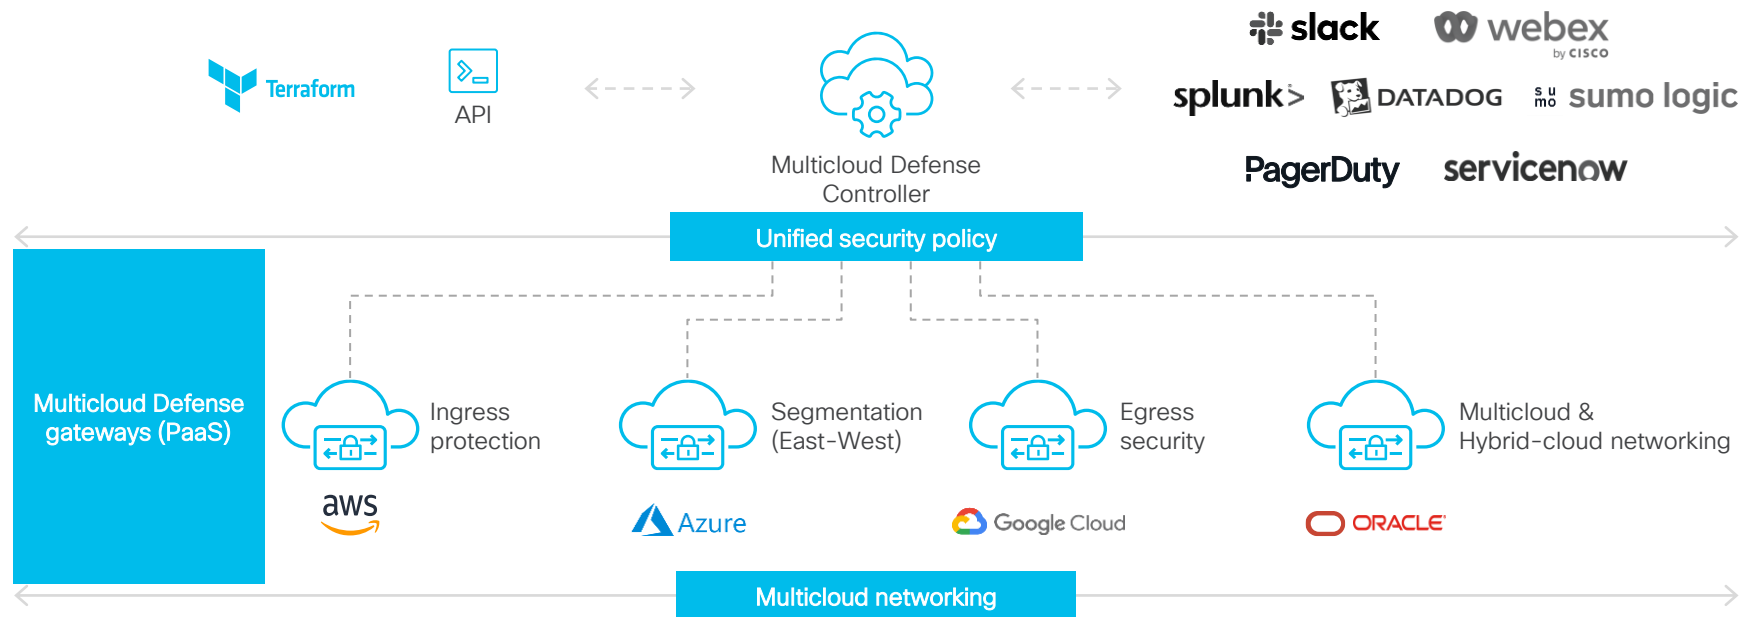 Terraform
API
Multicloud Defense
Controller
slack
webex
by CISCO
splunk>
DATADOG
su
mo
sumo logic
PagerDuty
servicenow
Unified security policy
Multicloud Defense
gateways (PaaS)
Ingress
protection
Segmentation
(East-West)
Egress
security
Multicloud &
Hybrid-cloud networking
aws
Azure
Google Cloud
ORACLE
Multicloud networking